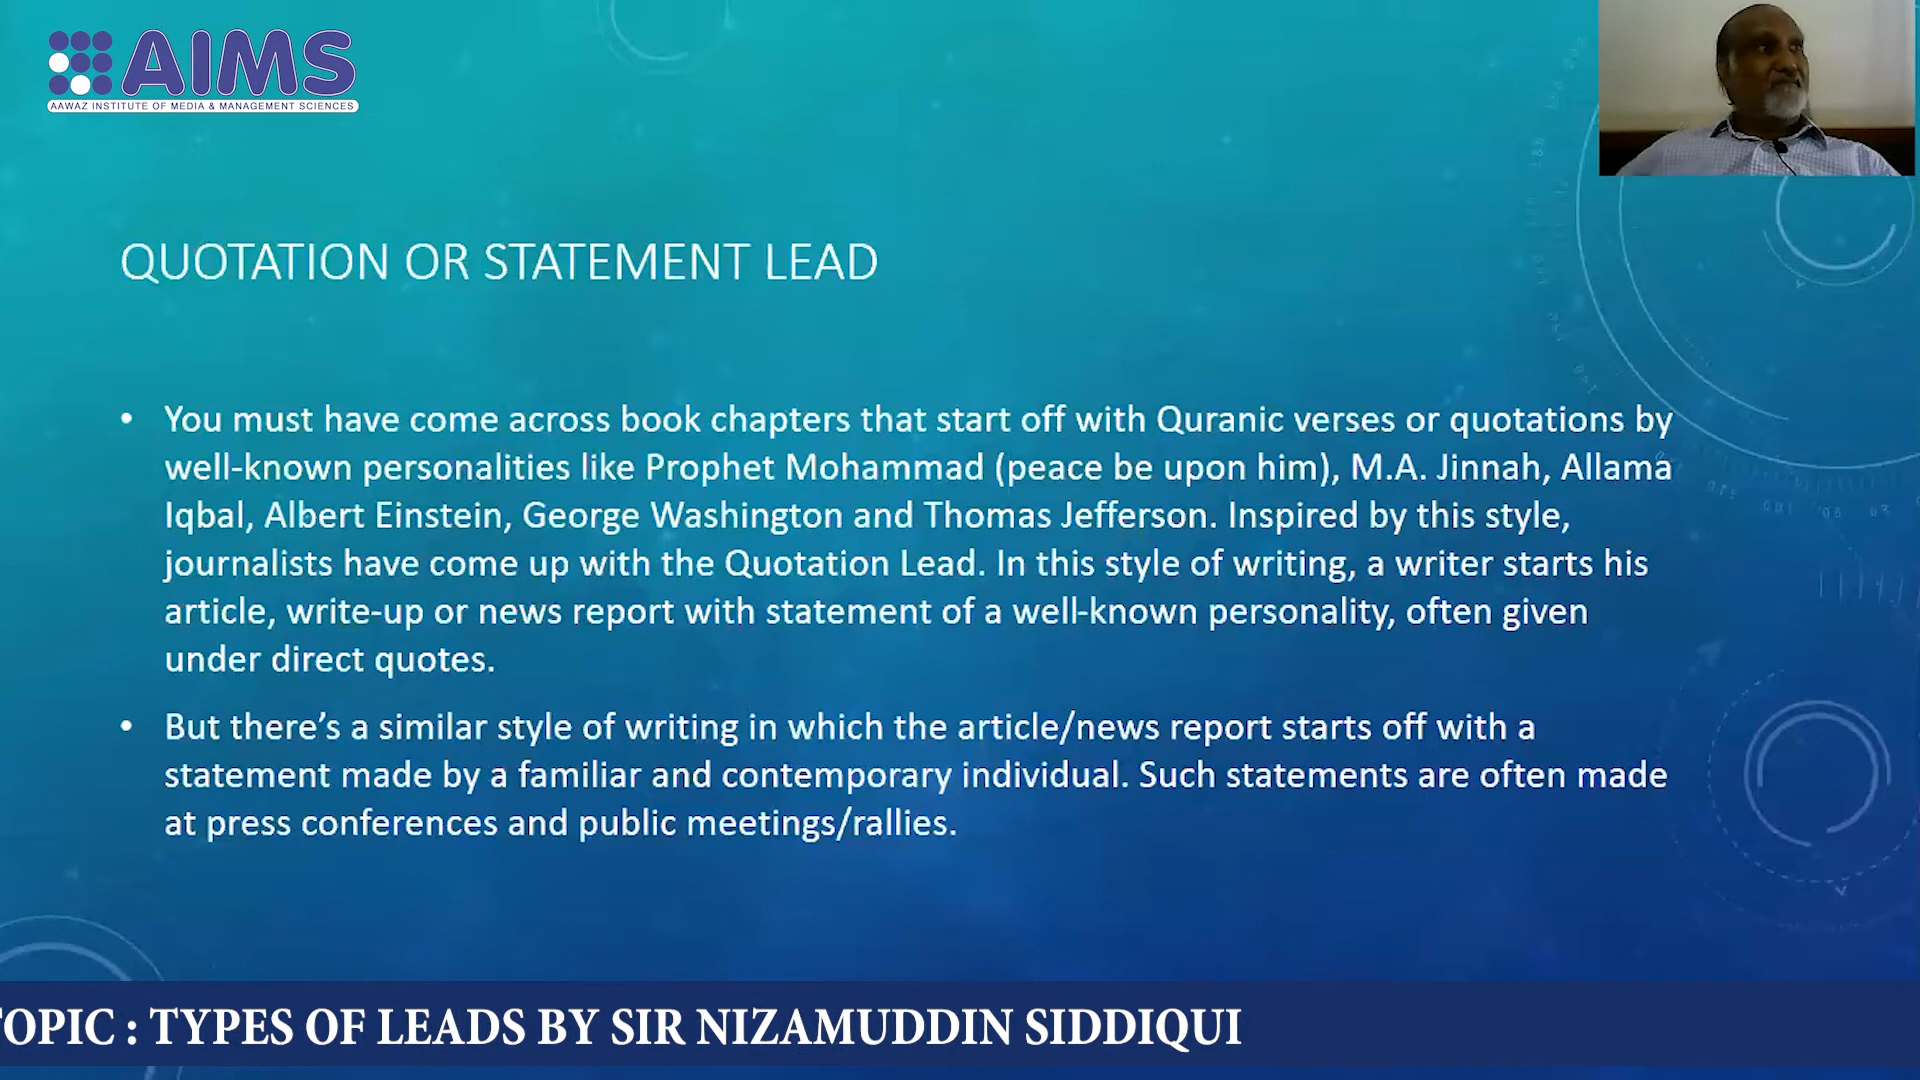 AIMS
AAWAZ INSTITUTE OF MEDIA & MANAGEMENT SCIENCES
QUOTATION OR STATEMENT LEAD
• You must have come across book chapters that start off with Quranic verses or quotations by
well-known personalities like Prophet Mohammad (peace be upon him), M.A. Jinnah, Allama
Iqbal, Albert Einstein, George Washington and Thomas Jefferson. Inspired by this style,
journalists have come up with the Quotation Lead. In this style of writing, a writer starts his
article, write-up or news report with statement of a well-known personality, often given
under direct quotes.
• But there’s a similar style of writing in which the article/news report starts off with a
statement made by a familiar and contemporary individual. Such statements are often made
at press conferences and public meetings/rallies.
TOPIC : TYPES OF LEADS BY SIR NIZAMUDDIN SIDDIQUI